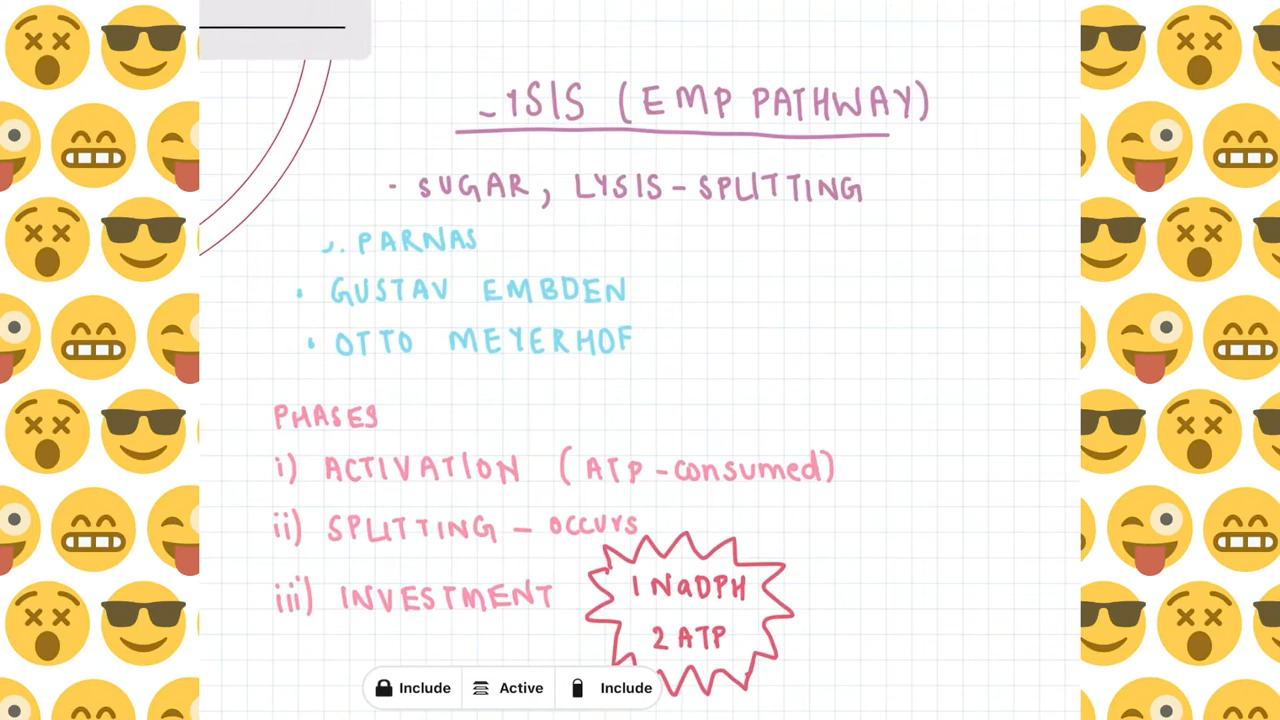 YSIS (EMP PATHWAY)
· SUGAR, LYSIS - SPLITTING
J. PARNAS
• GUSTAV EMBDEN
• OTTO MEYERHOF
PHASES
i) ACTIVATION (ATP - consumed)
ii) SPLITTING - OCCURS
iii) INVESTMENT
1 NaDPH
2 ATP
Include Active Include